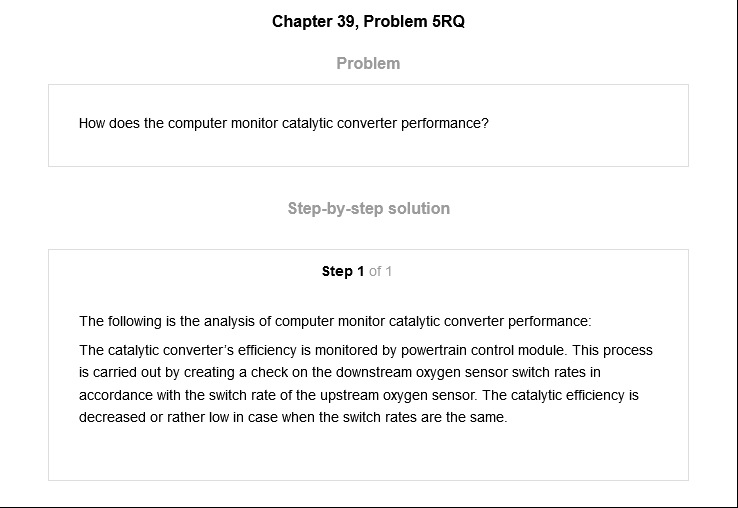 Chapter 39, Problem 5RQ
Problem
How does the computer monitor catalytic converter performance?
Step-by-step solution
Step 1 of 1
The following is the analysis of computer monitor catalytic converter performance:
The catalytic converter's efficiency is monitored by powertrain control module. This process
is carried out by creating a check on the downstream oxygen sensor switch rates in
accordance with the switch rate of the upstream oxygen sensor. The catalytic efficiency is
decreased or rather low in case when the switch rates are the same.